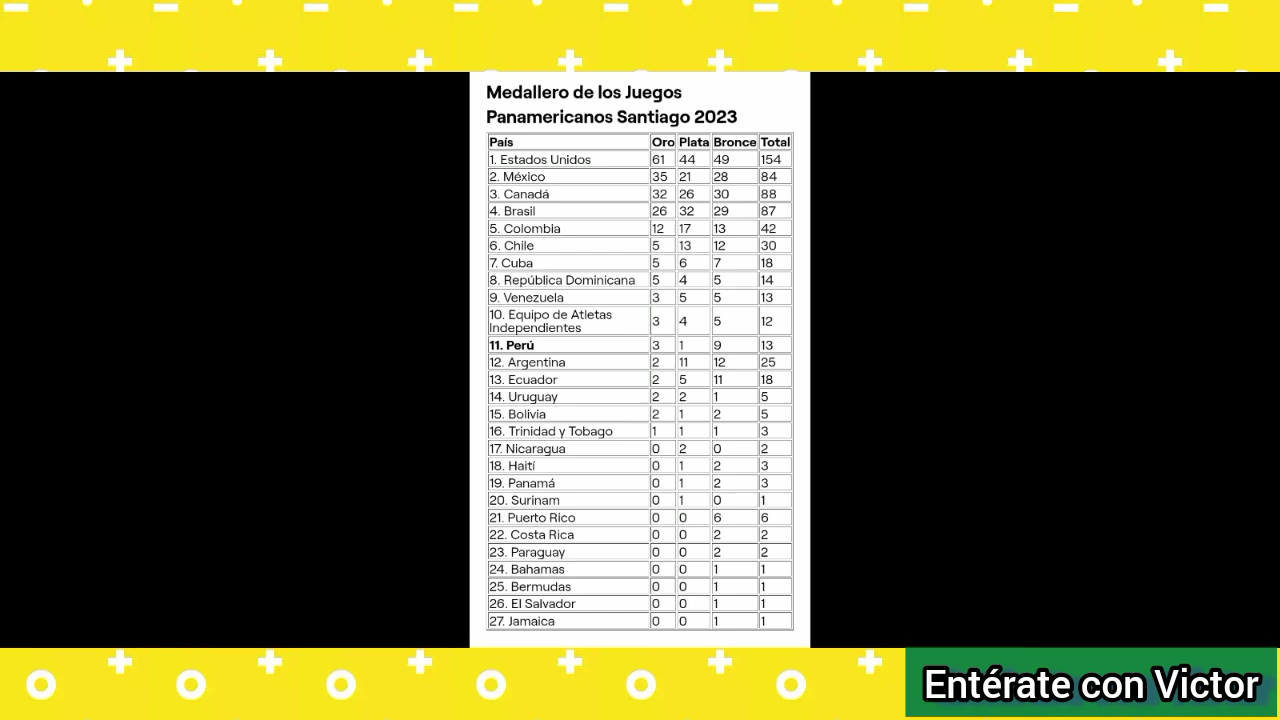 Medallero de los Juegos
Panamericanos Santiago 2023
País Oro Plata Bronce Total
1. Estados Unidos 61 44 49 154
2. México 35 21 28 84
3. Canadá 32 26 30 88
4. Brasil 26 32 29 87
5. Colombia 12 17 13 42
6. Chile 5 13 12 30
7. Cuba 5 6 7 18
8. República Dominicana 5 4 5 14
9. Venezuela 3 5 5 13
10. Equipo de Atletas
Independientes 3 4 5 12
11. Perú 3 1 9 13
12. Argentina 2 11 12 25
13. Ecuador 2 5 11 18
14. Uruguay 2 2 1 5
15. Bolivia 2 1 2 5
16. Trinidad y Tobago 1 1 1 3
17. Nicaragua 0 2 0 2
18. Haití 0 1 2 3
19. Panamá 0 1 2 3
20. Surinam 0 1 0 1
21. Puerto Rico 0 0 6 6
22. Costa Rica 0 0 2 2
23. Paraguay 0 0 2 2
24. Bahamas 0 0 1 1
25. Bermudas 0 0 1 1
26. El Salvador 0 0 1 1
27. Jamaica 0 0 1 1
Entérate con Victor